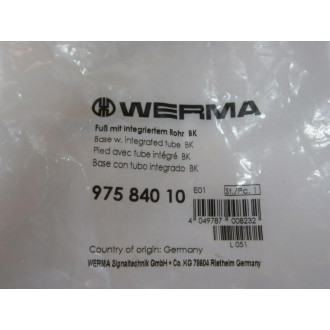 WERMA
Fuß mit integriertem Rohr BK
Base w. integrated tube BK
Pied avec tube intégré BK
Base con tubo integrado BK
975 840 10
E01
St./Pc. 1
4 049787 008232
L 051
Country of origin: Germany
WERMA Signaltechnik GmbH + Co. KG 78604 Rietheim Germany